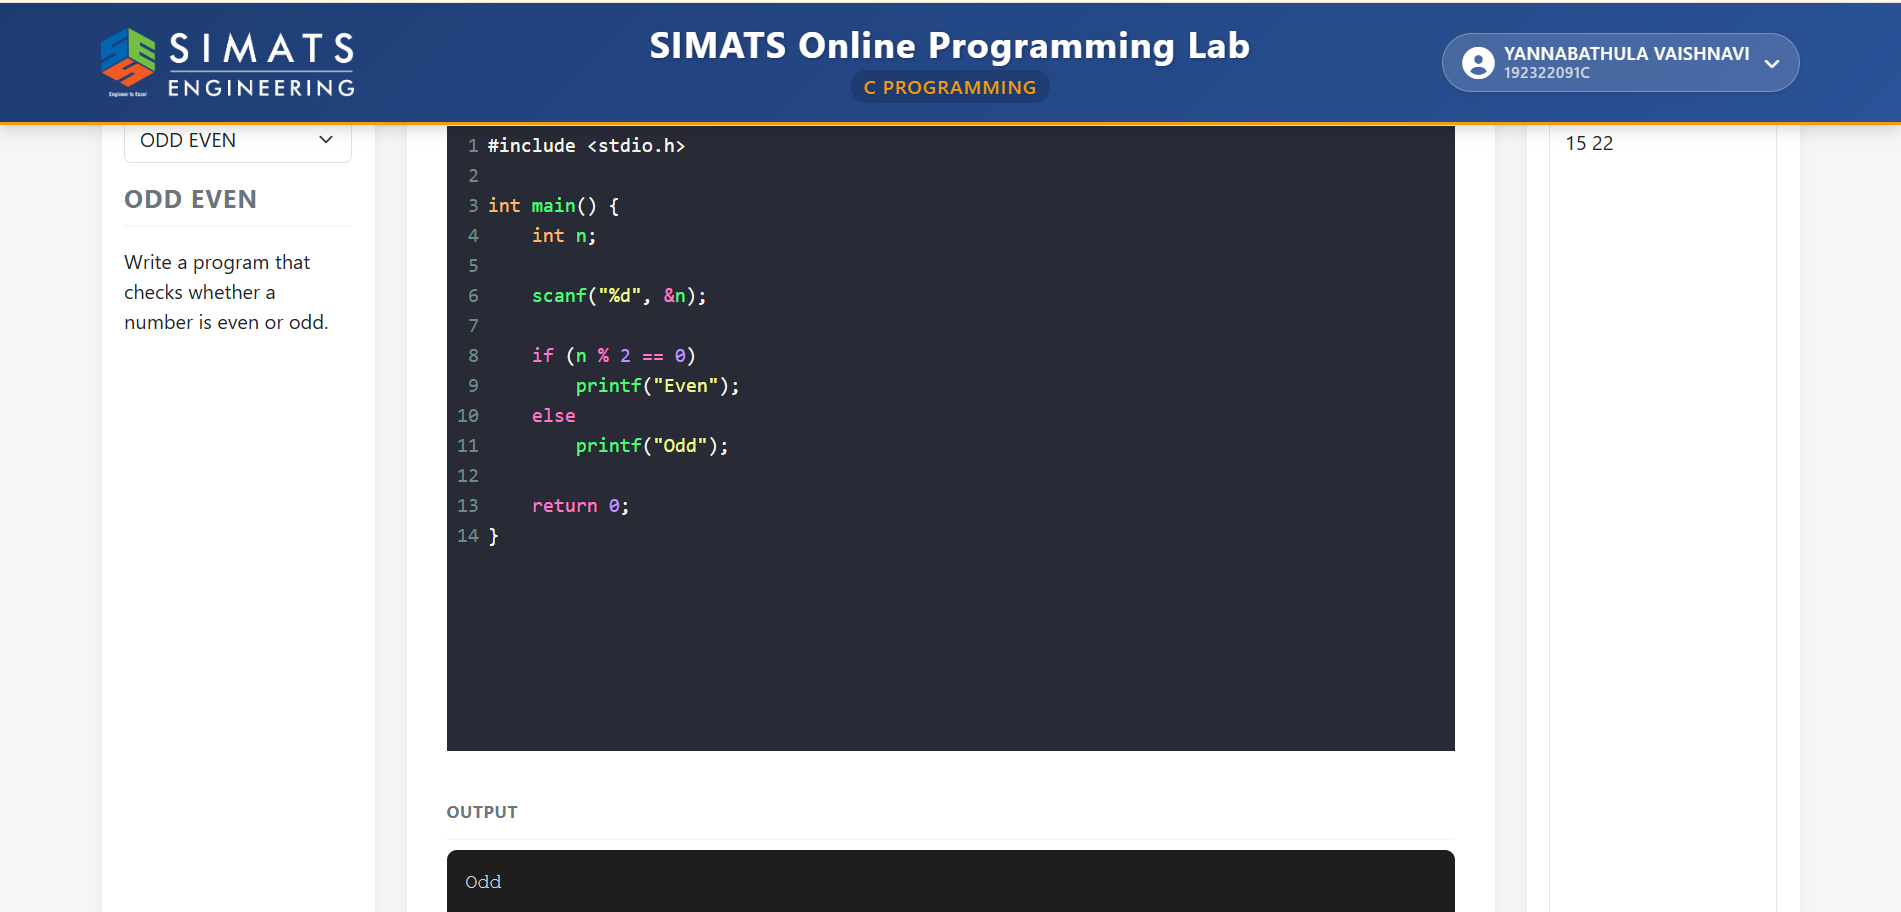 SIMATS
ENGINEERING
Engineer to Excel
SIMATS Online Programming Lab
C PROGRAMMING
YANNABATHULA VAISHNAVI
192322091C
ODD EVEN
ODD EVEN
Write a program that
checks whether a
number is even or odd.
1 #include <stdio.h>
2
3 int main() {
4     int n;
5
6     scanf("%d", &n);
7
8     if (n % 2 == 0)
9         printf("Even");
10     else
11         printf("Odd");
12
13     return 0;
14 }
OUTPUT
Odd
15 22